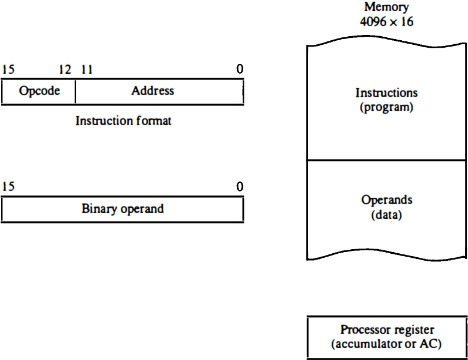 Memory
4096 × 16
15 12 11 0
Opcode Address
Instruction format
Instructions
(program)
15 0
Binary operand
Operands
(data)
Processor register
(accumulator or AC)